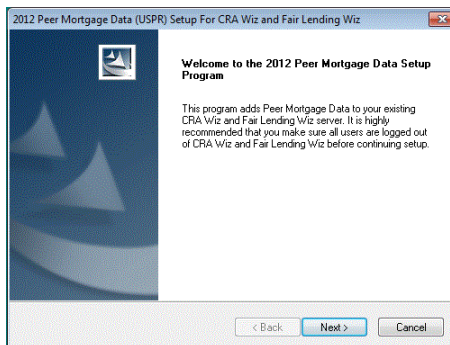 2012 Peer Mortgage Data (USPR) Setup For CRA Wiz and Fair Lending Wiz
Welcome to the 2012 Peer Mortgage Data Setup
Program
This program adds Peer Mortgage Data to your existing
CRA Wiz and Fair Lending Wiz server. It is highly
recommended that you make sure all users are logged out
of CRA Wiz and Fair Lending Wiz before continuing setup.
< Back Next > Cancel